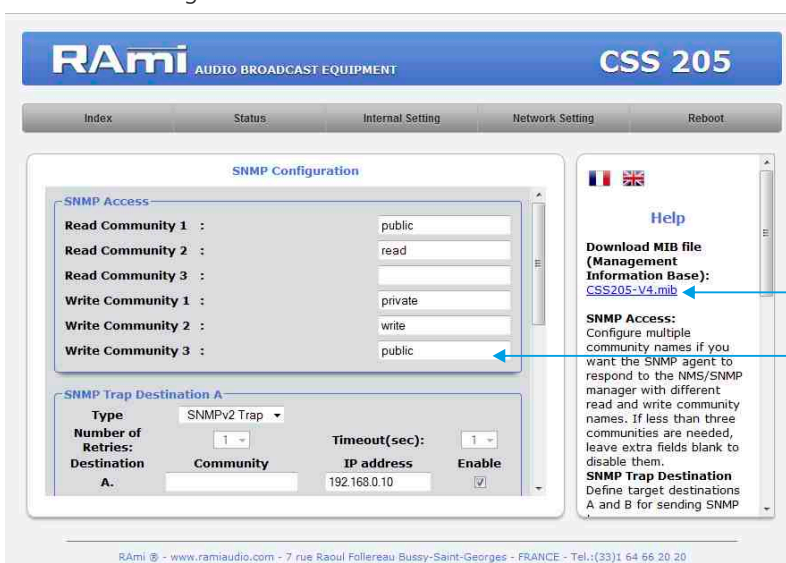 RAmi AUDIO BROADCAST EQUIPMENT
CSS 205
Index Status Internal Setting Network Setting Reboot
SNMP Configuration
SNMP Access
Read Community 1 : public
Read Community 2 : read
Read Community 3 :
Write Community 1 : private
Write Community 2 : write
Write Community 3 : public
SNMP Trap Destination A
Type SNMPv2 Trap
Number of Retries: 1 Timeout(sec): 1
Destination Community IP address Enable
A. 192.168.0.10
Help
Download MIB file
(Management
Information Base):
CSS205-V4.mib
SNMP Access:
Configure multiple
community names if you
want the SNMP agent to
respond to the NMS/SNMP
manager with different
read and write community
names. If less than three
communities are needed,
leave extra fields blank to
disable them.
SNMP Trap Destination
Define target destinations
A and B for sending SNMP
RAmi ® - www.ramiaudio.com - 7 rue Raoul Follereau Bussy-Saint-Georges - FRANCE - Tel.:(33)1 64 66 20 20